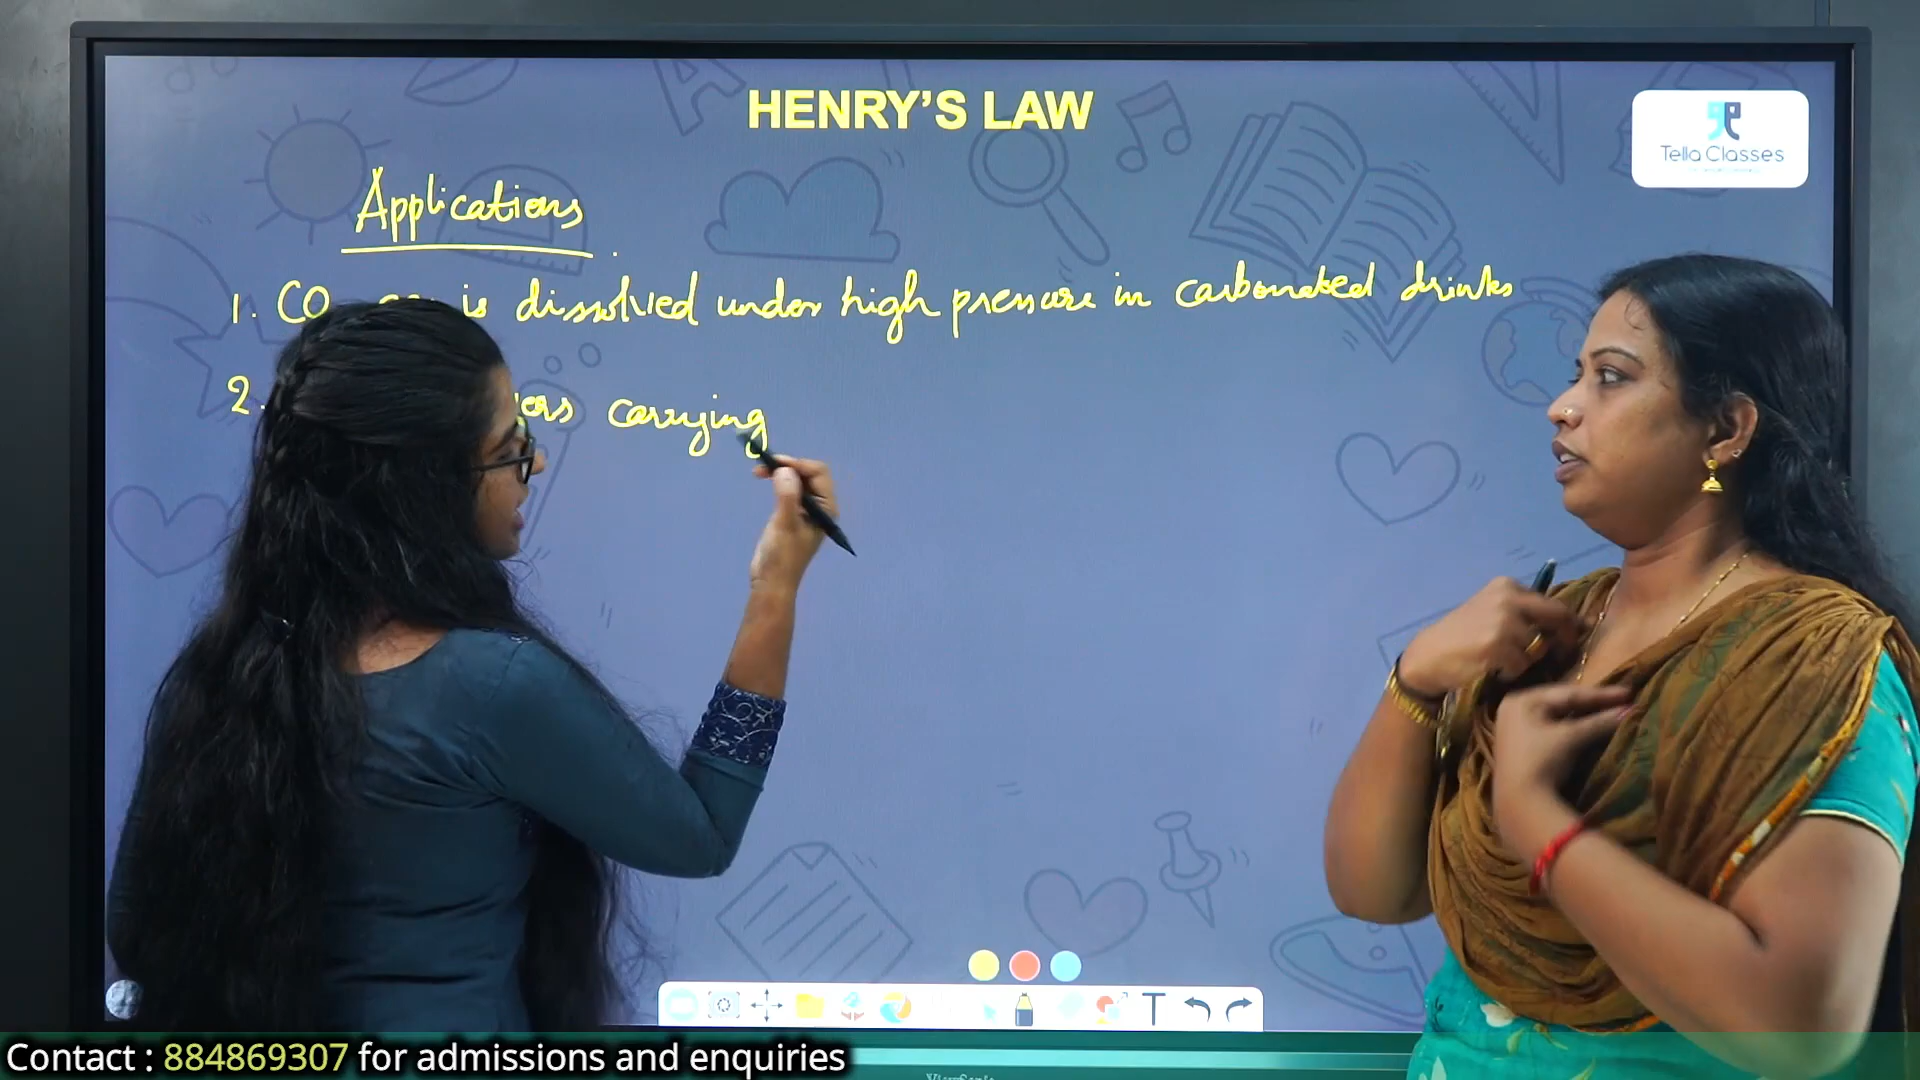 HENRY'S LAW
Tella Classes
Applications
1. CO is dissolved under high pressure in carbonated drinks
2. carrying
T
Contact : 884869307 for admissions and enquiries